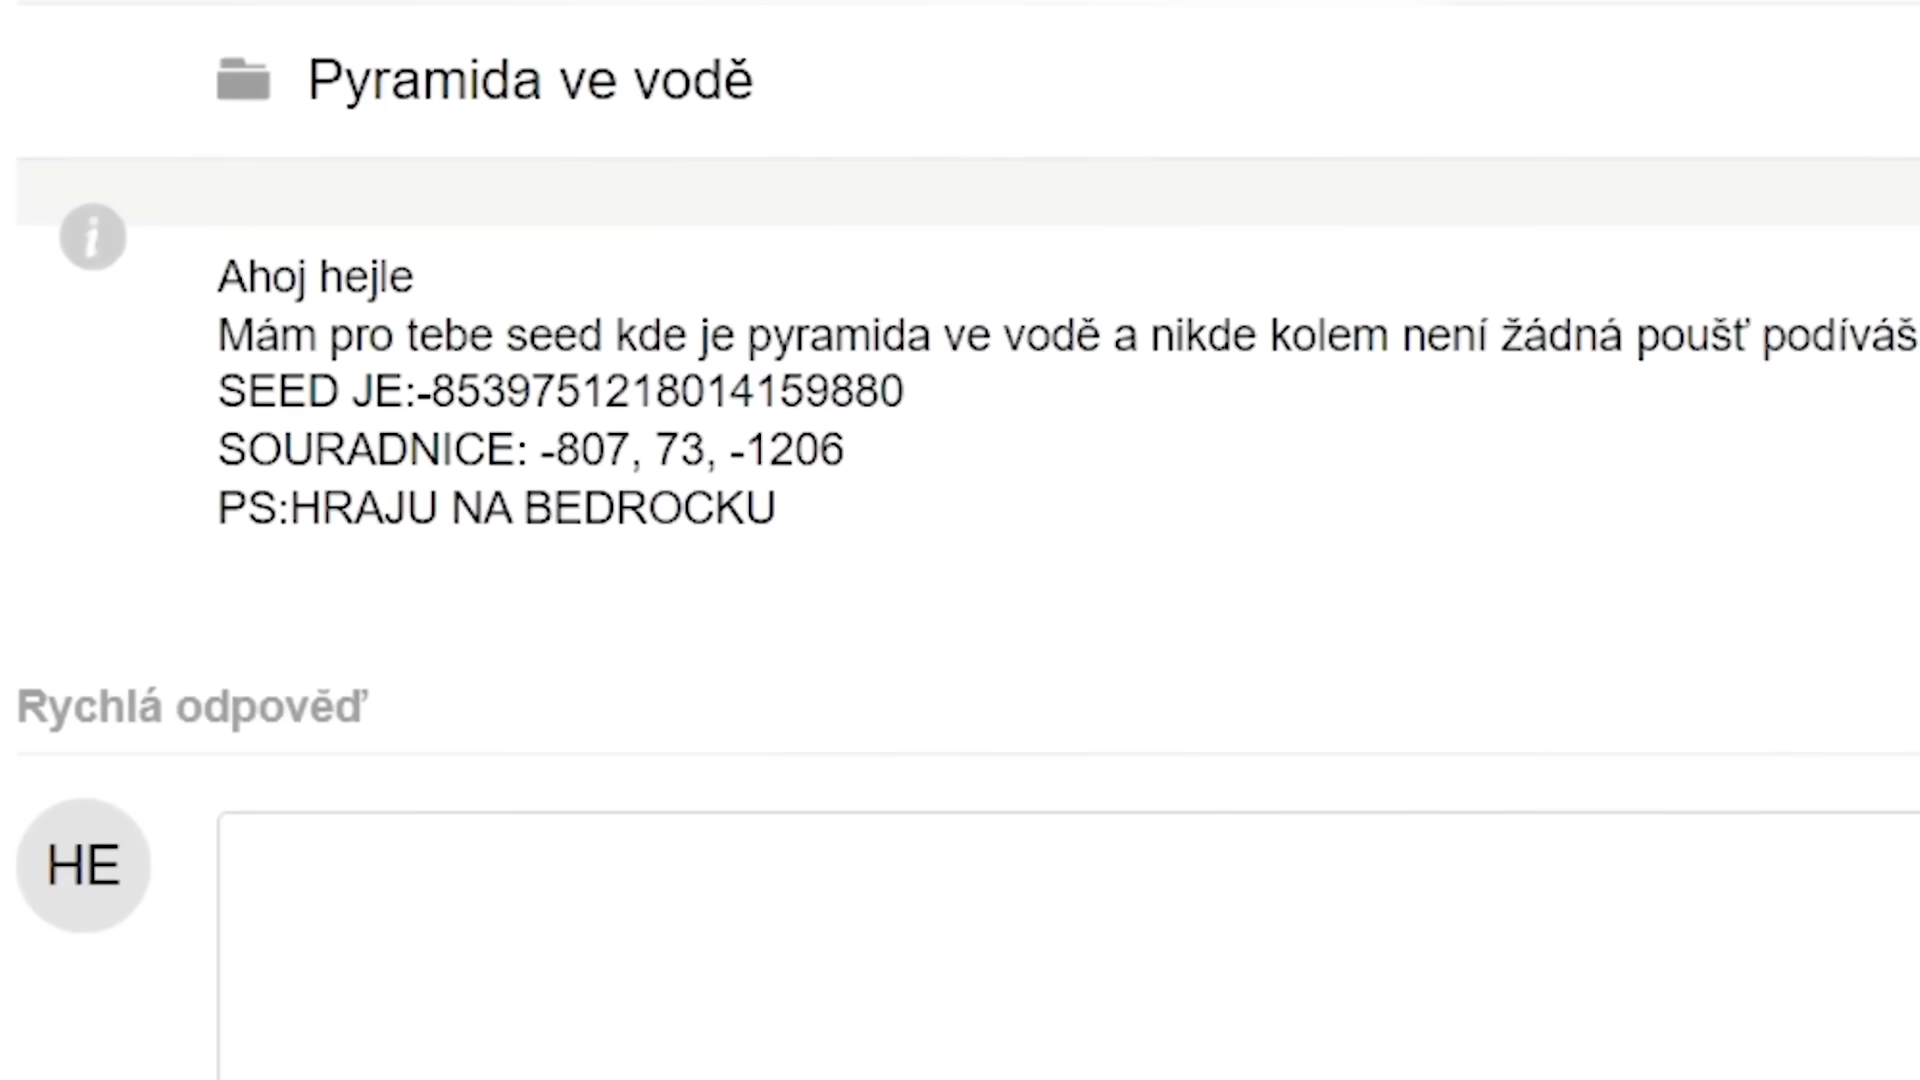 Pyramida ve vodě
Ahoj hejle
Mám pro tebe seed kde je pyramida ve vodě a nikde kolem není žádná poušť podíváš
SEED JE:-8539751218014159880
SOURADNICE: -807, 73, -1206
PS:HRAJU NA BEDROCKU
Rychlá odpověď
HE